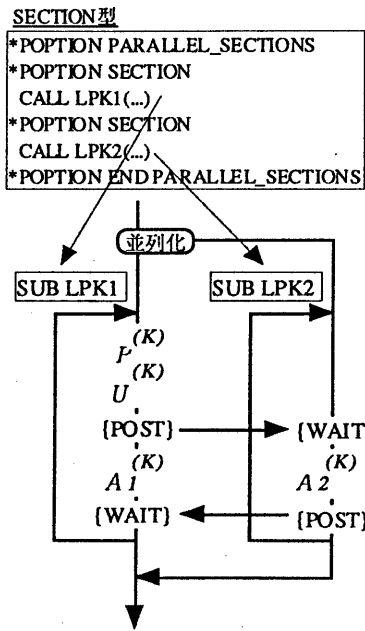 SECTION型
*POPTION PARALLEL_SECTIONS
*POPTION SECTION
CALL LPK1(...)
*POPTION SECTION
CALL LPK2(...)
*POPTION END PARALLEL_SECTIONS
並列化
SUB LPK1 SUB LPK2
P(K)
U(K)
{POST} {WAIT
A1(K) A2(K)
{WAIT} {POST}